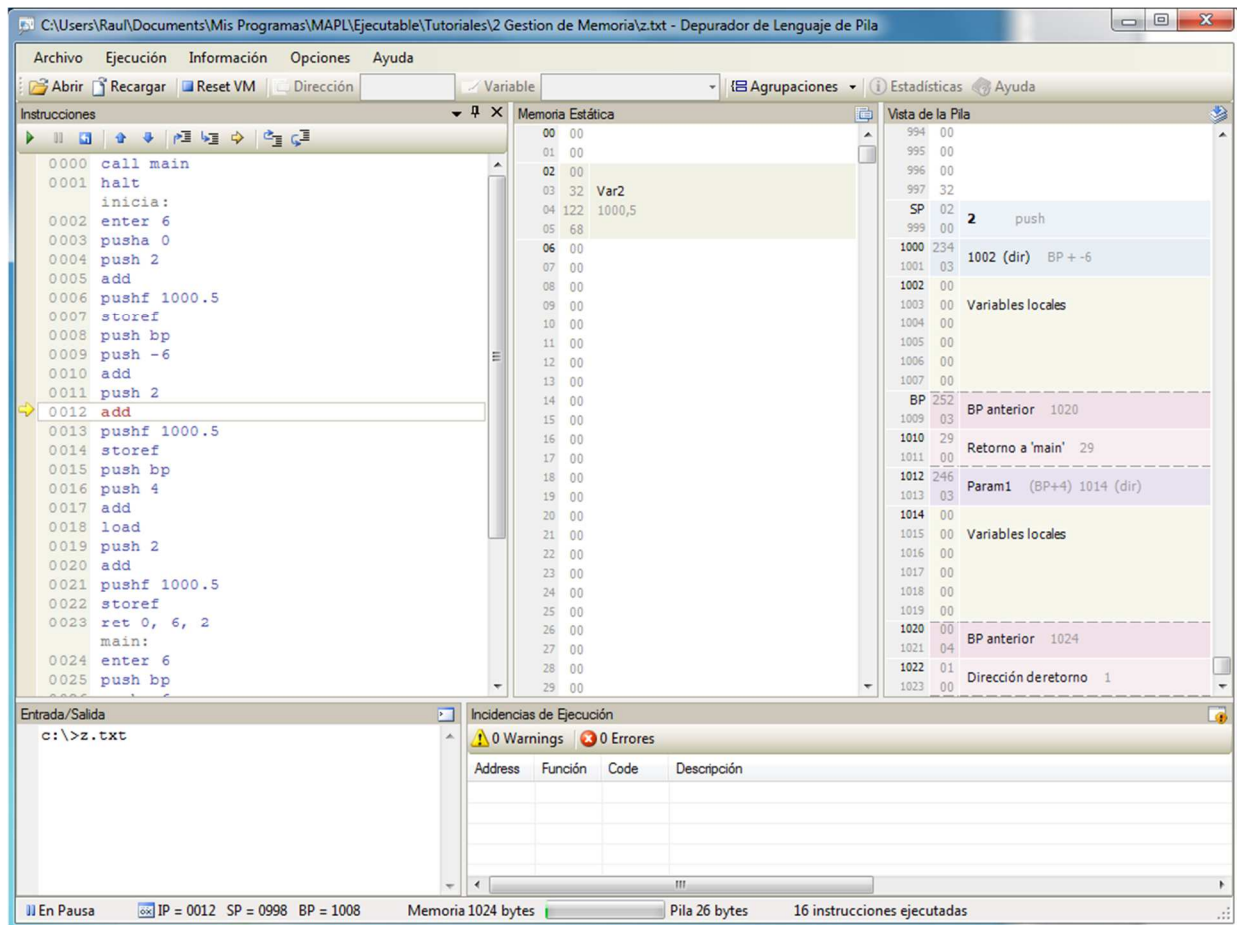 C:\Users\Raul\Documents\Mis Programas\MAPL\Ejecutable\Tutoriales\2 Gestion de Memoria\z.txt - Depurador de Lenguaje de Pila
Archivo Ejecución Información Opciones Ayuda
Abrir Recargar Reset VM Dirección Variable Agrupaciones Estadísticas Ayuda
Instrucciones
0000 call main
0001 halt
inicia:
0002 enter 6
0003 pusha 0
0004 push 2
0005 add
0006 pushf 1000.5
0007 storef
0008 push bp
0009 push -6
0010 add
0011 push 2
0012 add
0013 pushf 1000.5
0014 storef
0015 push bp
0016 push 4
0017 add
0018 load
0019 push 2
0020 add
0021 pushf 1000.5
0022 storef
0023 ret 0, 6, 2
main:
0024 enter 6
0025 push bp
Memoria Estática
00 00
01 00
02 00
03 32 Var2
04 122 1000,5
05 68
06 00
07 00
08 00
09 00
10 00
11 00
12 00
13 00
14 00
15 00
16 00
17 00
18 00
19 00
20 00
21 00
22 00
23 00
24 00
25 00
26 00
27 00
28 00
29 00
Vista de la Pila
994 00
995 00
996 00
997 32
SP 02
2 push
999 00
1000 234
1002 (dir) BP + -6
1001 03
1002 00
1003 00 Variables locales
1004 00
1005 00
1006 00
1007 00
BP 252
BP anterior 1020
1009 03
1010 29
Retorno a 'main' 29
1011 00
1012 246
Param1 (BP+4) 1014 (dir)
1013 03
1014 00
1015 00 Variables locales
1016 00
1017 00
1018 00
1019 00
1020 00
BP anterior 1024
1021 04
1022 01
Dirección de retorno 1
1023 00
Entrada/Salida
c:\>z.txt
Incidencias de Ejecución
0 Warnings 0 Errores
Address Función Code Descripción
En Pausa IP = 0012 SP = 0998 BP = 1008 Memoria 1024 bytes Pila 26 bytes 16 instrucciones ejecutadas